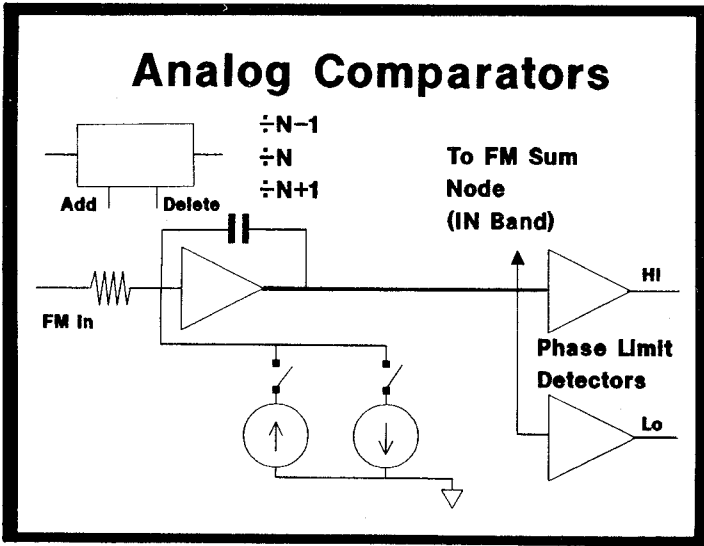 Analog Comparators
÷N-1
÷N
÷N+1
Add
Delete
To FM Sum
Node
(IN Band)
FM in
Hi
Phase Limit
Detectors
Lo